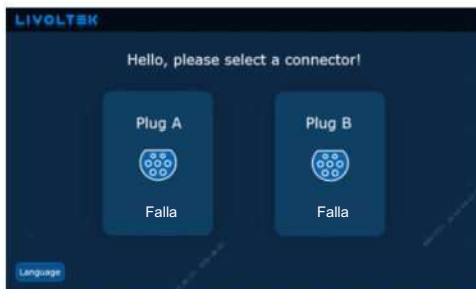 LIVOLTEK
Hello, please select a connector!
Plug A
Plug B
Falla
Falla
Language